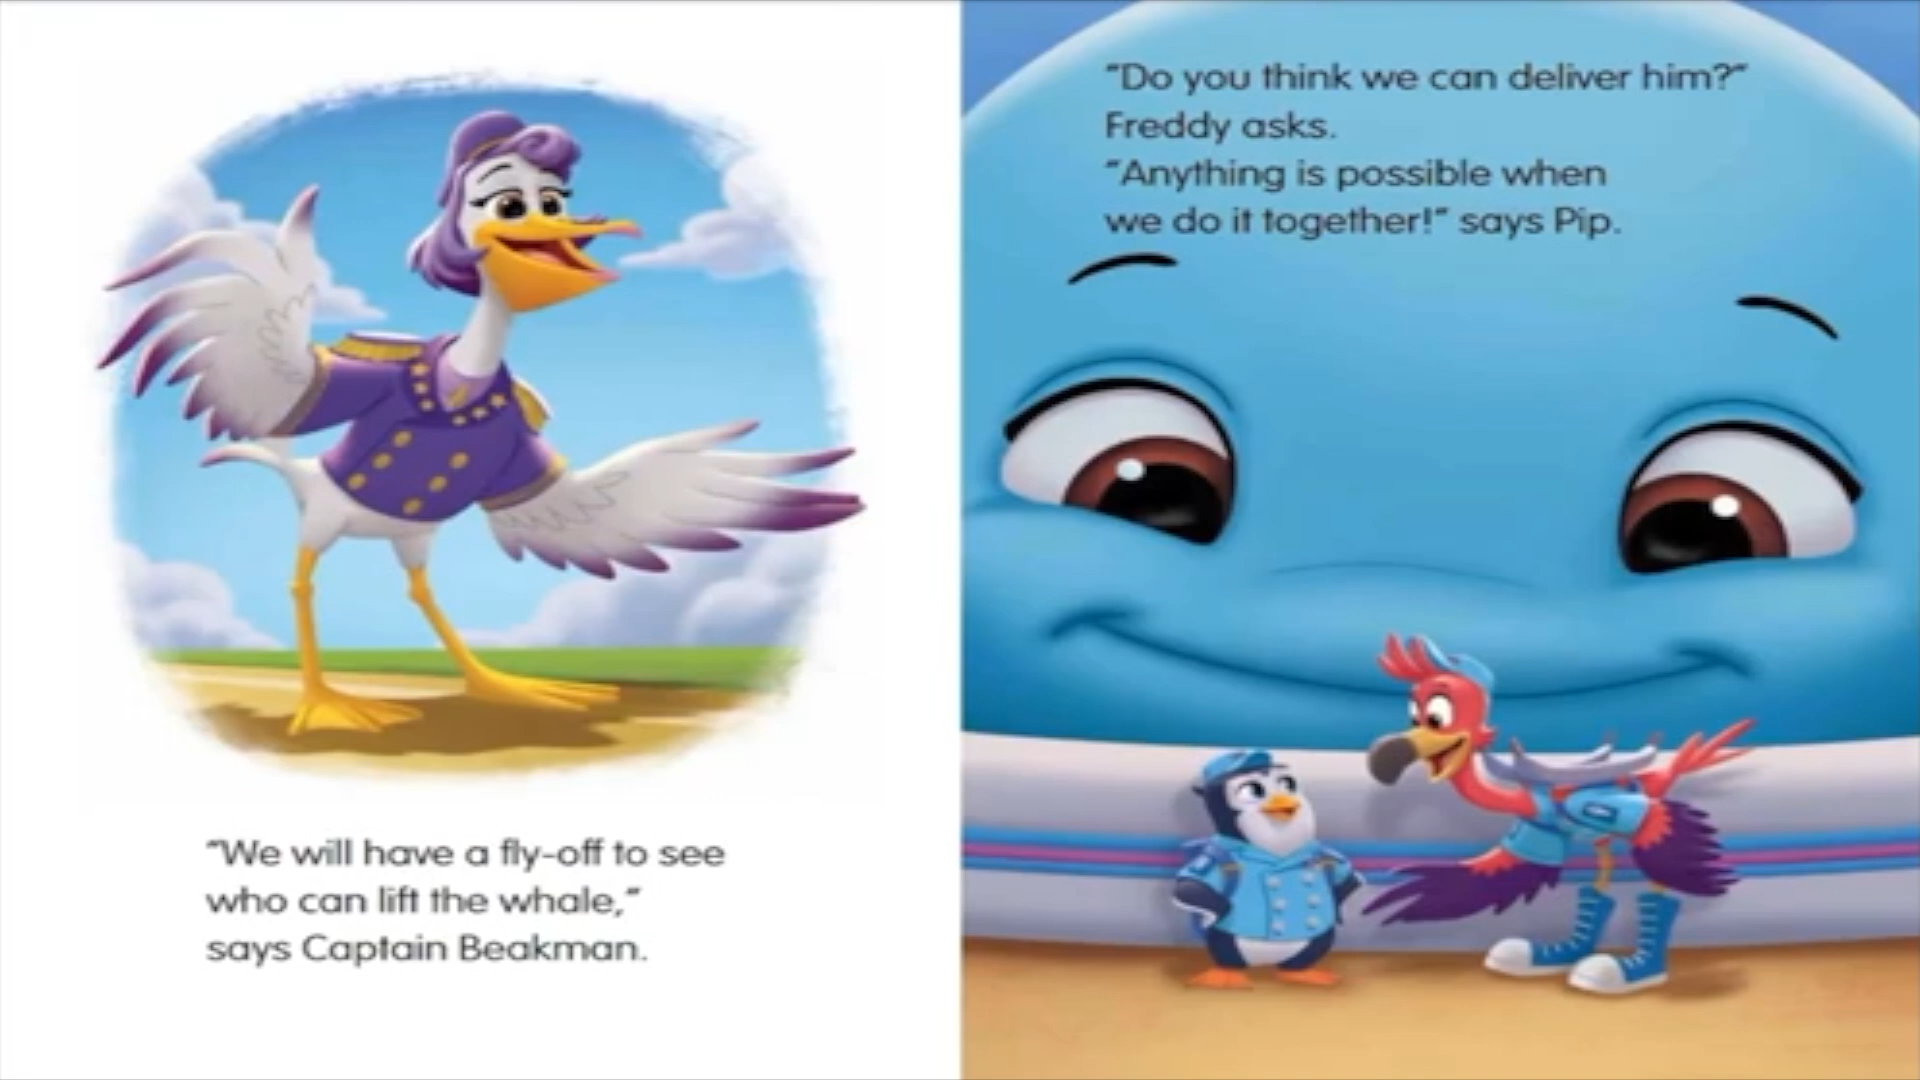 "We will have a fly-off to see
who can lift the whale,"
says Captain Beakman.
"Do you think we can deliver him?"
Freddy asks.
"Anything is possible when
we do it together!" says Pip.